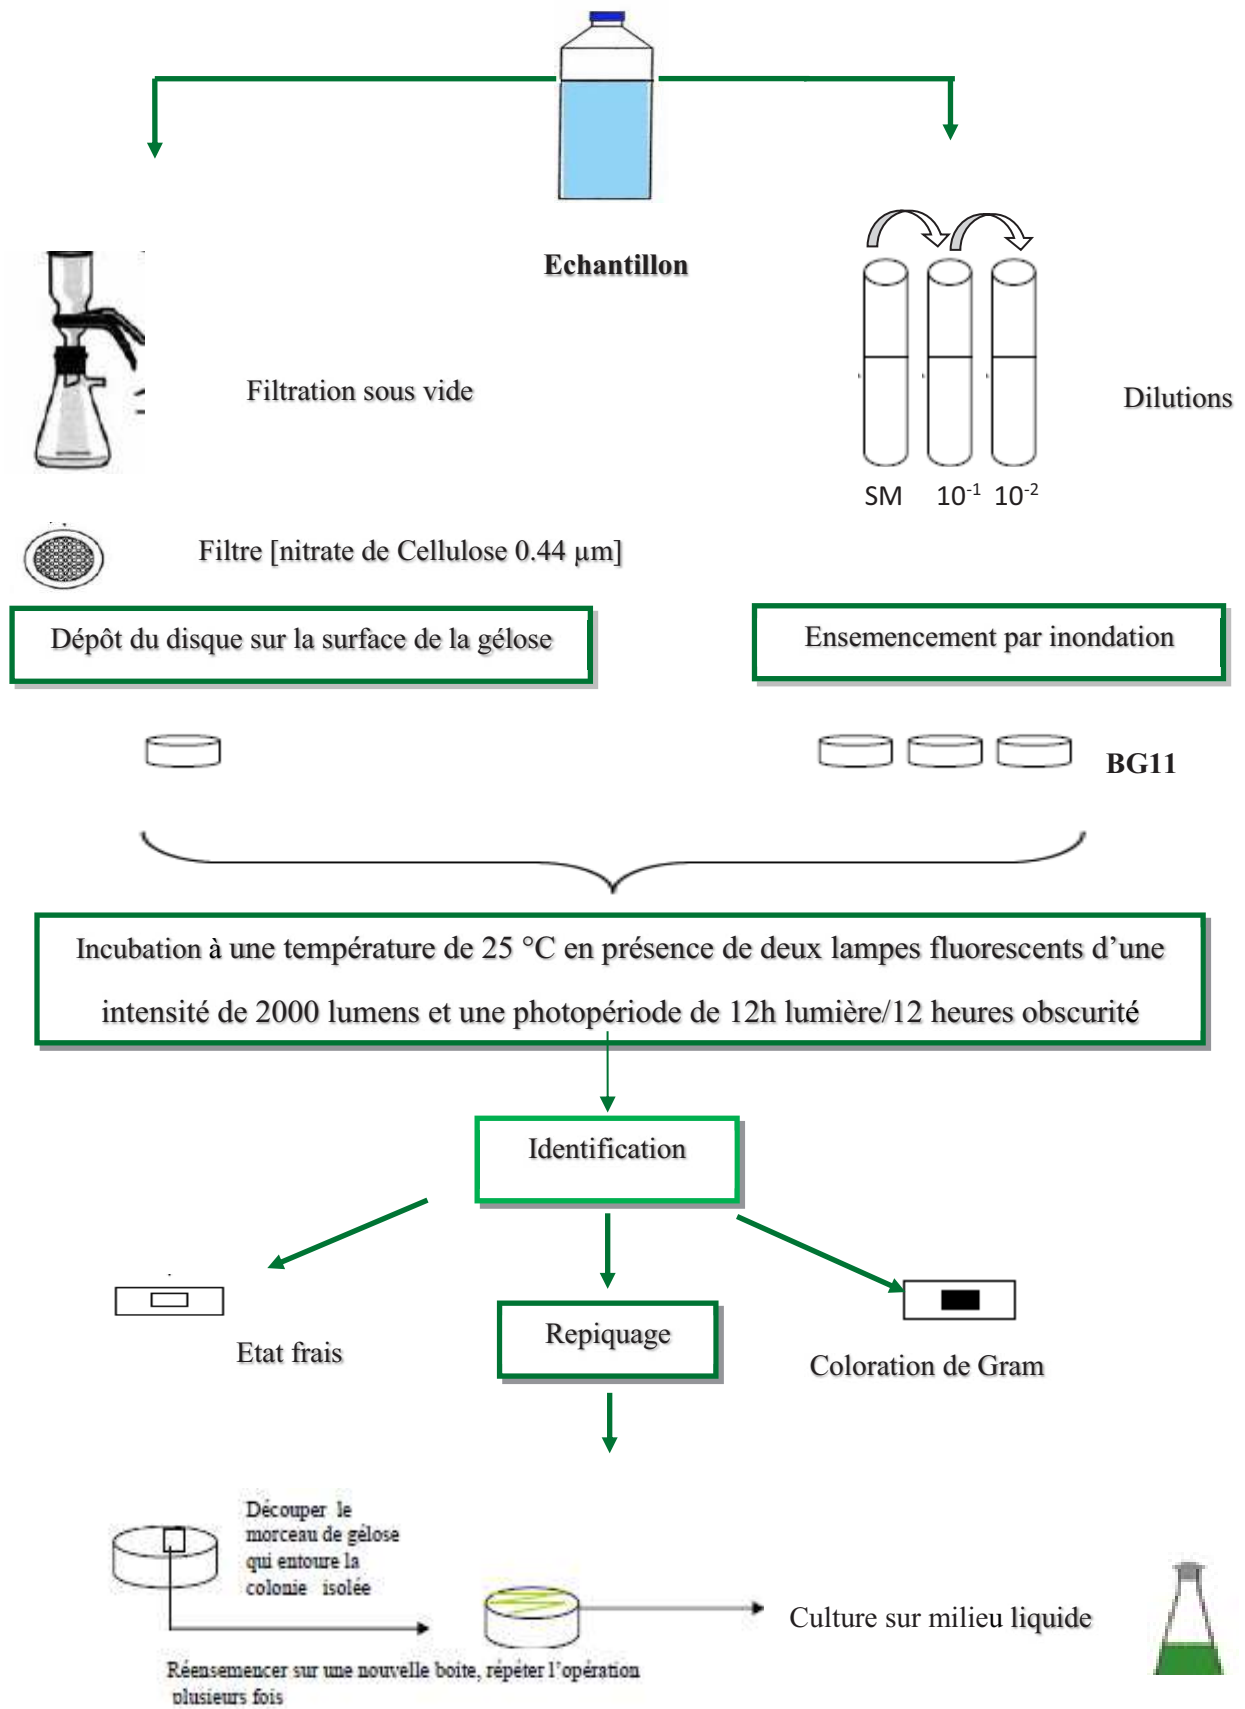 Echantillon
Filtration sous vide
Dilutions
SM 10⁻¹ 10⁻²
Filtre [nitrate de Cellulose 0.44 µm]
Dépôt du disque sur la surface de la gélose
Ensemencement par inondation
BG11
Incubation à une température de 25 °C en présence de deux lampes fluorescents d’une
intensité de 2000 lumens et une photopériode de 12h lumière/12 heures obscurité
Identification
Etat frais
Repiquage
Coloration de Gram
Découper le
morceau de gélose
qui entoure la
colonie isolée
Culture sur milieu liquide
Réensemencer sur une nouvelle boite, répéter l’opération
plusieurs fois